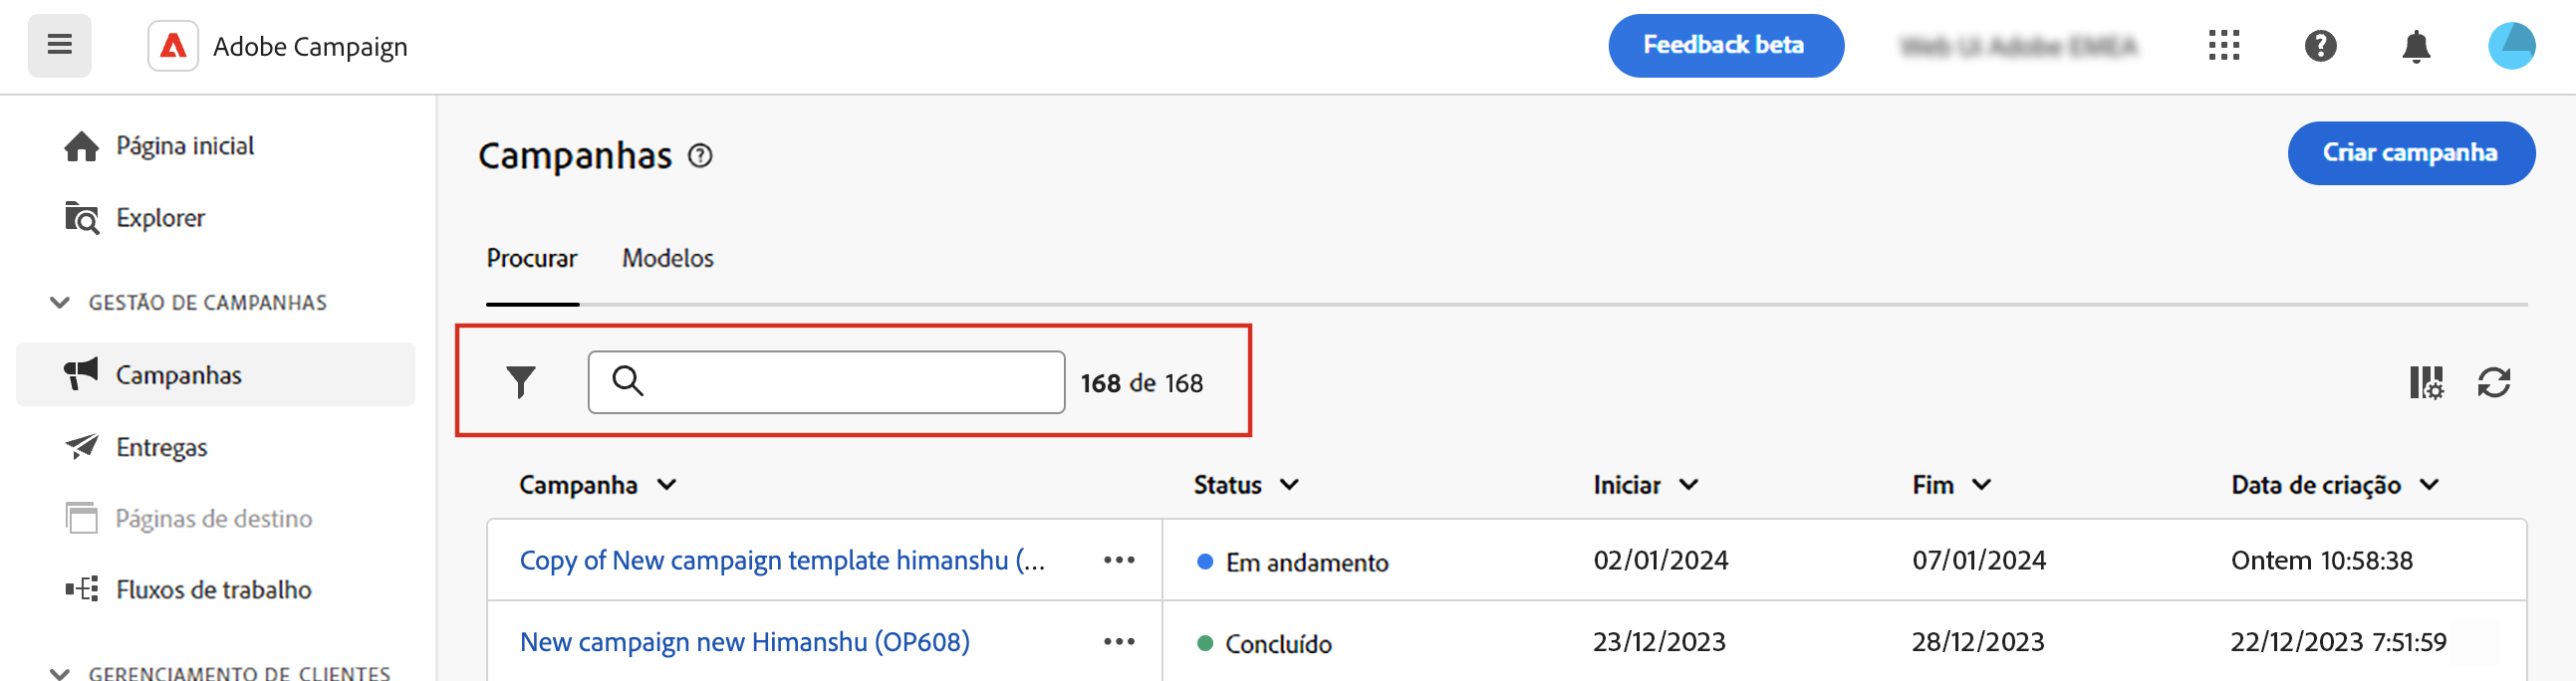 Adobe Campaign
Feedback beta
Página inicial
Explorer
GESTÃO DE CAMPANHAS
Campanhas
Entregas
Páginas de destino
Fluxos de trabalho
GERENCIAMENTO DE CLIENTES
Campanhas
Criar campanha
Procurar Modelos
168 de 168
Campanha Status Iniciar Fim Data de criação
Copy of New campaign template himanshu (... Em andamento 02/01/2024 07/01/2024 Ontem 10:58:38
New campaign new Himanshu (OP608) Concluído 23/12/2023 28/12/2023 22/12/2023 7:51:59